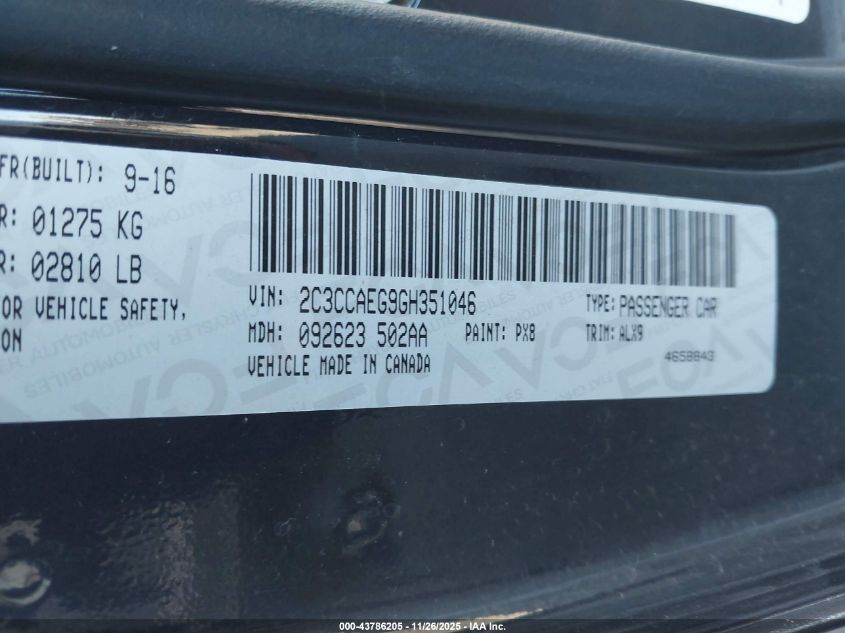 FR(BUILT): 9-16
R: 01275 KG
R: 02810 LB
OR VEHICLE SAFETY,
ON
VIN: 2C3CCAEG9GH351046 TYPE: PASSENGER CAR
MDH: 092623 502AA PAINT: PX8 TRIM: ALX9
VEHICLE MADE IN CANADA 4658843
000-43786205 - 11/26/2025 - IAA Inc.